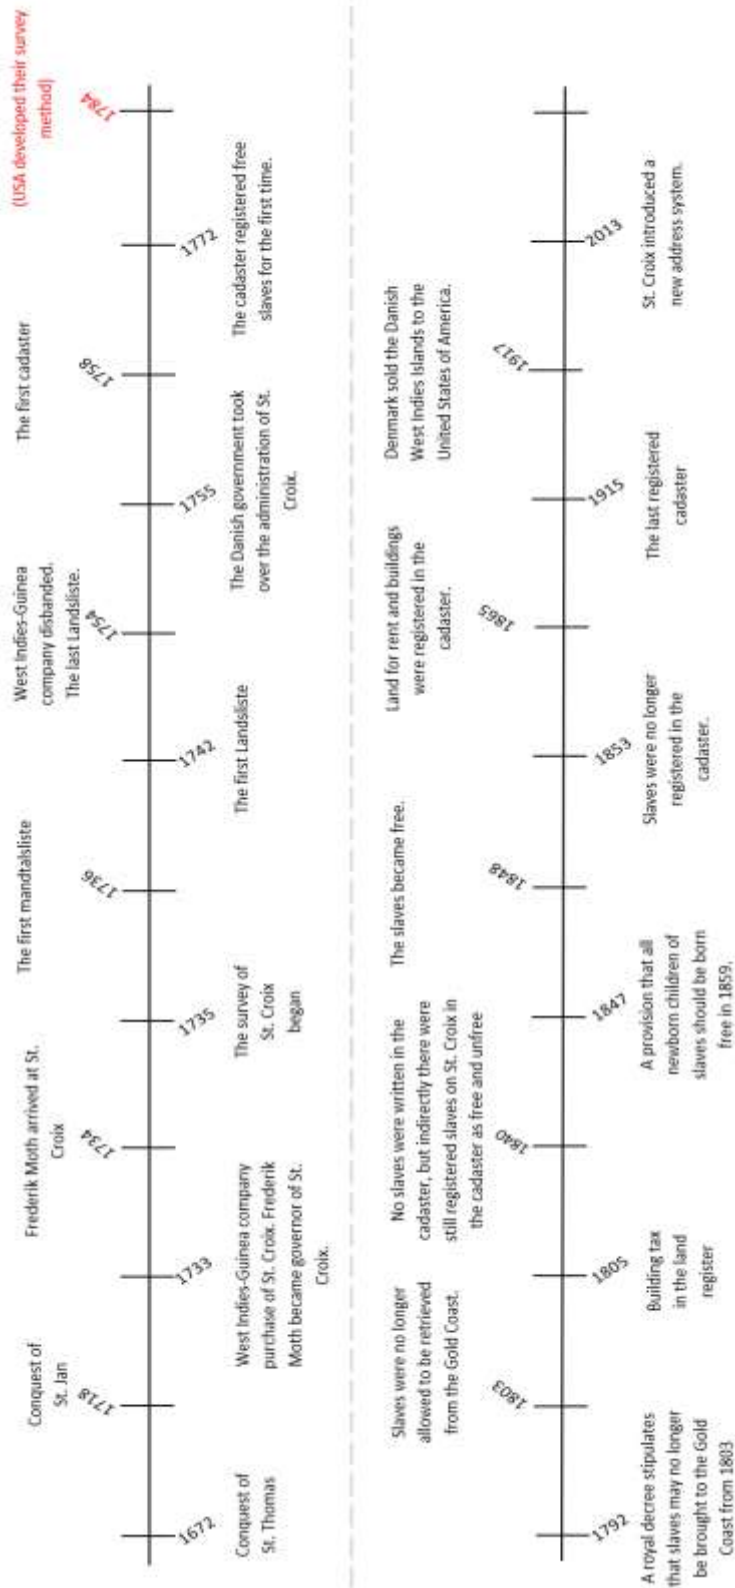 Conquest of
St. Thomas
1672
Conquest of
St. Jan
1718
1733
West Indies-Guinea company
purchase of St. Croix. Frederik
Moth became governor of St.
Croix.
Frederik Moth arrived at St.
Croix
1734
1735
The survey of
St. Croix
began
The first mandtalsliste
1736
1742
The first Landsliste
West Indies-Guinea
company disbanded.
The last Landsliste.
1754
1755
The Danish government took
over the administration of St.
Croix.
The first cadaster
1758
1772
The cadaster registered free
slaves for the first time.
(USA developed their survey
method)
1784
1792
A royal decree stipulates
that slaves may no longer
be brought to the Gold
Coast from 1803
Slaves were no longer
allowed to be retrieved
from the Gold Coast.
1803
1805
Building tax
in the land
register
No slaves were written in the
cadaster, but indirectly there were
still registered slaves on St. Croix in
the cadaster as free and unfree
1840
1847
A provision that all
newborn children of
slaves should be born
free in 1859.
The slaves became free.
1848
1853
Slaves were no longer
registered in the
cadaster.
Land for rent and buildings
were registered in the
cadaster.
1865
1915
The last registered
cadaster
Denmark sold the Danish
West Indies Islands to the
United States of America.
1917
2013
St. Croix introduced a
new address system.